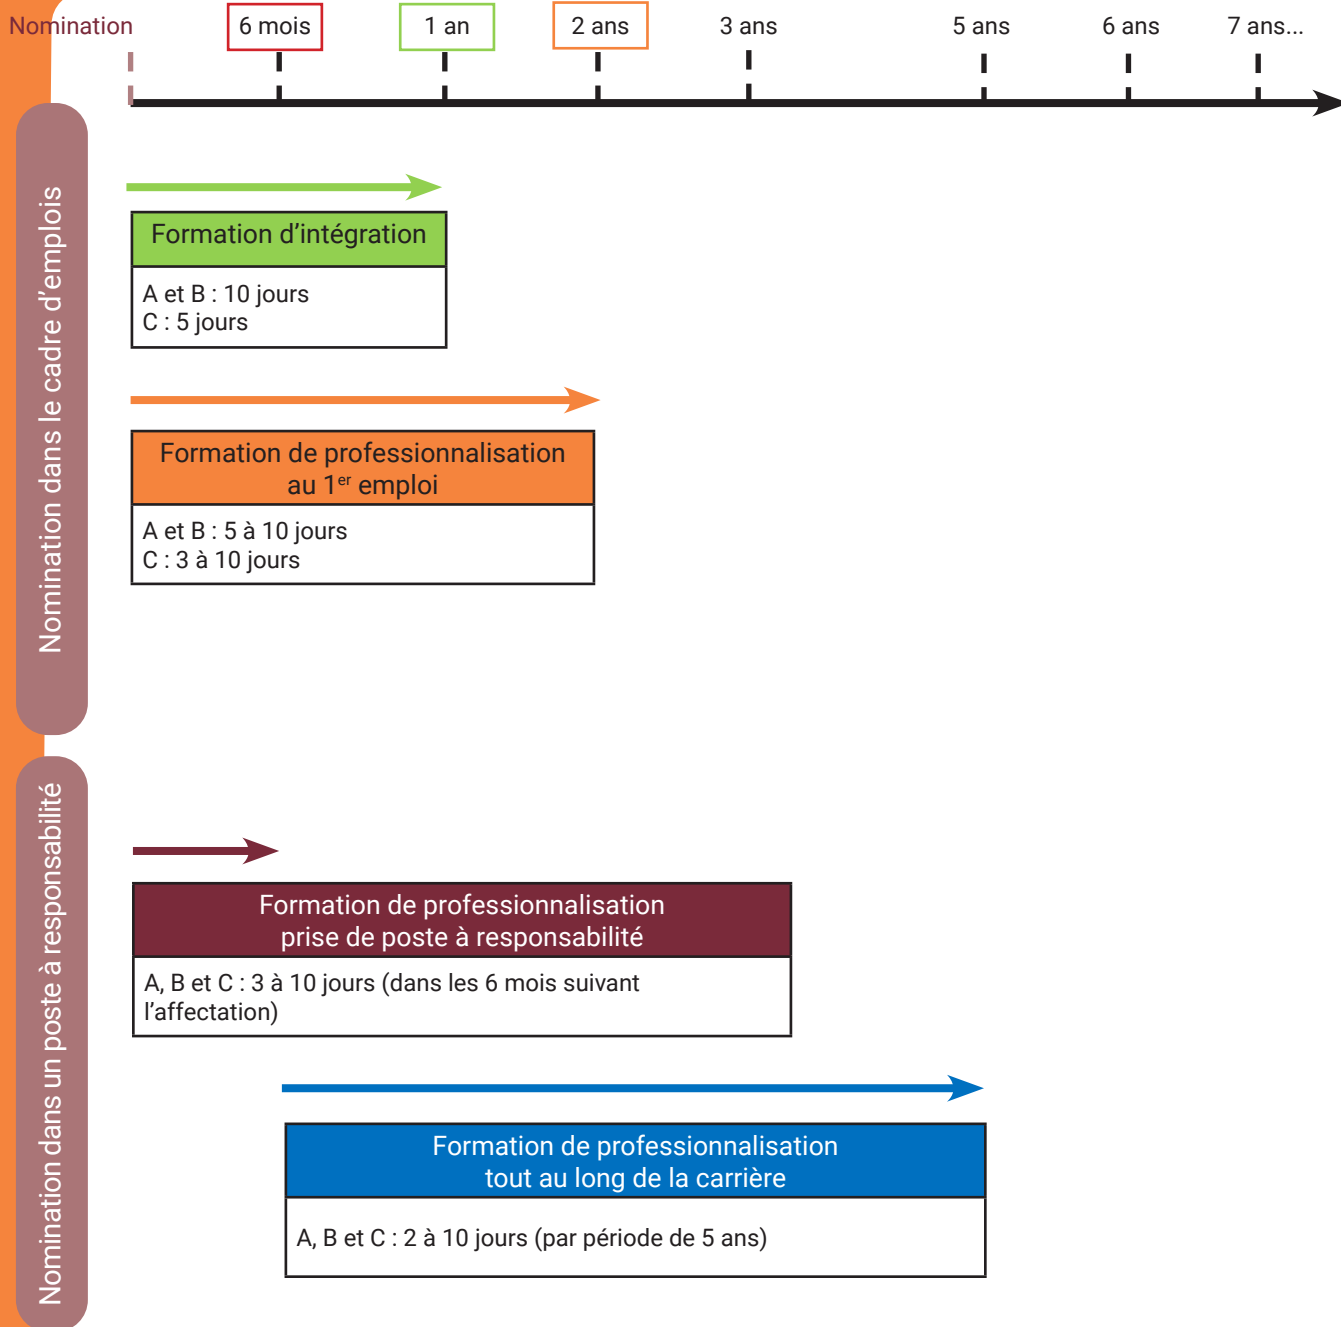 Nomination
6 mois
1 an
2 ans
3 ans
5 ans
6 ans
7 ans...
Nomination dans le cadre d’emplois
Formation d’intégration
A et B : 10 jours
C : 5 jours
Formation de professionnalisation
au 1er emploi
A et B : 5 à 10 jours
C : 3 à 10 jours
Nomination dans un poste à responsabilité
Formation de professionnalisation
prise de poste à responsabilité
A, B et C : 3 à 10 jours (dans les 6 mois suivant
l’affectation)
Formation de professionnalisation
tout au long de la carrière
A, B et C : 2 à 10 jours (par période de 5 ans)